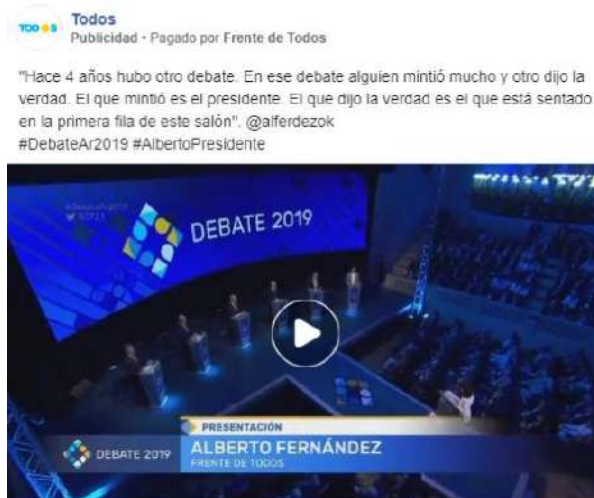 TODOS
Todos
Publicidad · Pagado por Frente de Todos
"Hace 4 años hubo otro debate. En ese debate alguien mintió mucho y otro dijo la
verdad. El que mintió es el presidente. El que dijo la verdad es el que está sentado
en la primera fila de este salón". @alferdezok
#DebateAr2019 #AlbertoPresidente
DEBATE 2019
PRESENTACIÓN
DEBATE 2019
ALBERTO FERNÁNDEZ
FRENTE DE TODOS